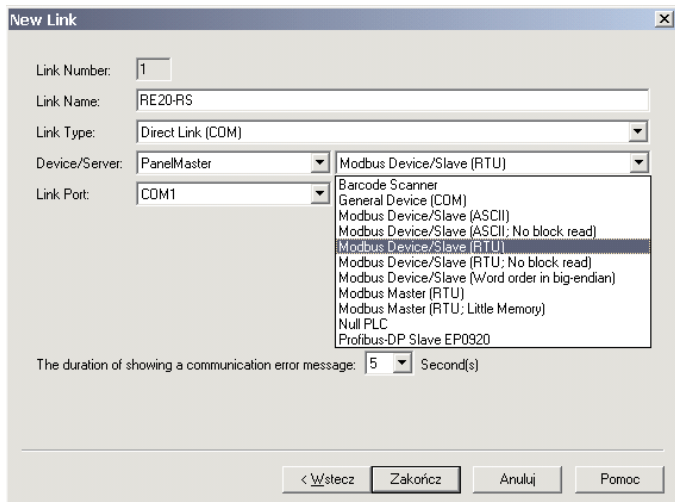 New Link
Link Number: 1
Link Name: RE20-RS
Link Type: Direct Link (COM)
Device/Server: PanelMaster Modbus Device/Slave (RTU)
Link Port: COM1
Barcode Scanner
General Device (COM)
Modbus Device/Slave (ASCII)
Modbus Device/Slave (ASCII; No block read)
Modbus Device/Slave (RTU)
Modbus Device/Slave (RTU; No block read)
Modbus Device/Slave (Word order in big-endian)
Modbus Master (RTU)
Modbus Master (RTU; Little Memory)
Null PLC
Profibus-DP Slave EP0920
The duration of showing a communication error message: 5 Second(s)
< Wstecz Zakończ Anuluj Pomoc